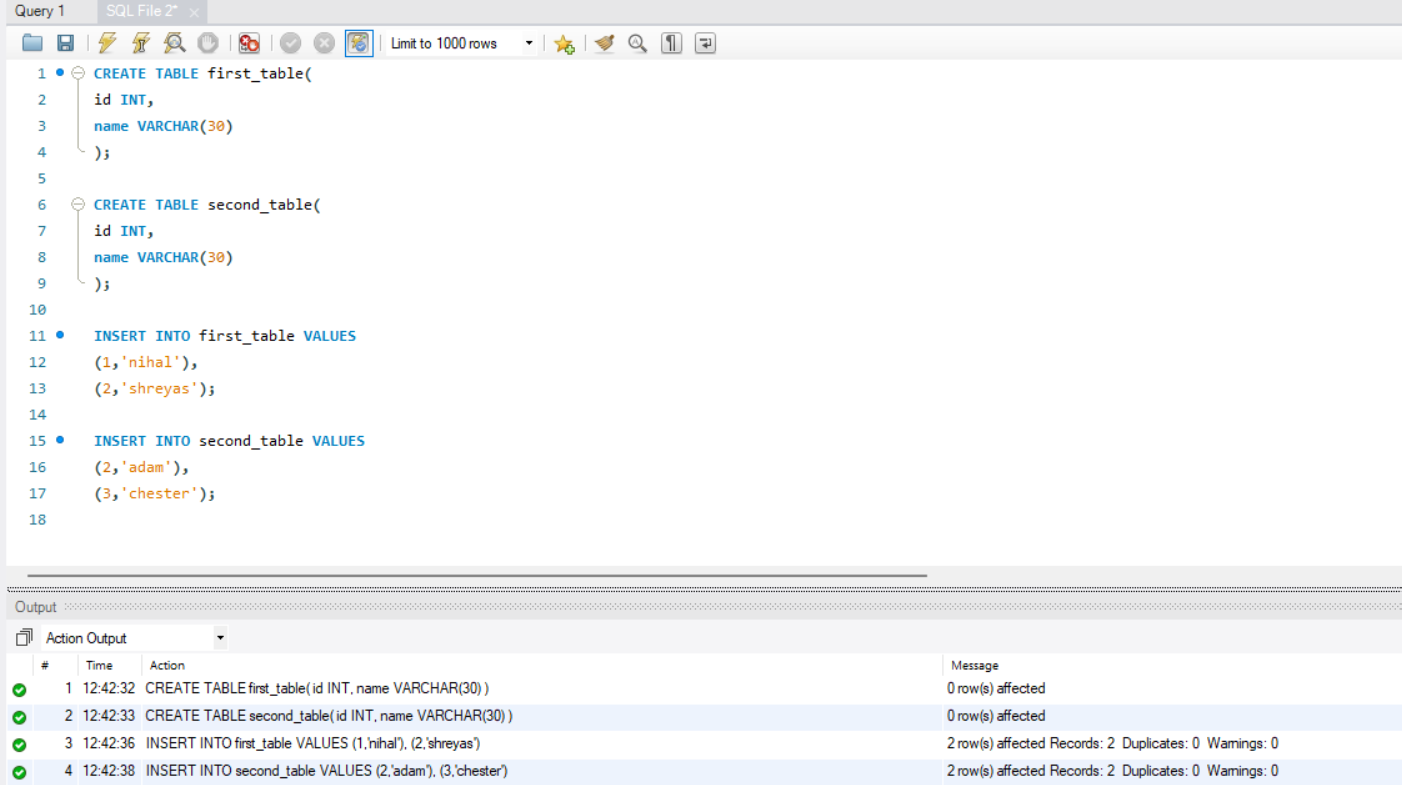 Query 1 SQL File 2*
Limit to 1000 rows
1 CREATE TABLE first_table(
2 id INT,
3 name VARCHAR(30)
4 );
5
6 CREATE TABLE second_table(
7 id INT,
8 name VARCHAR(30)
9 );
10
11 INSERT INTO first_table VALUES
12 (1,'nihal'),
13 (2,'shreyas');
14
15 INSERT INTO second_table VALUES
16 (2,'adam'),
17 (3,'chester');
18
Output
Action Output
# Time Action Message
1 12:42:32 CREATE TABLE first_table( id INT, name VARCHAR(30) ) 0 row(s) affected
2 12:42:33 CREATE TABLE second_table( id INT, name VARCHAR(30) ) 0 row(s) affected
3 12:42:36 INSERT INTO first_table VALUES (1,'nihal'), (2,'shreyas') 2 row(s) affected Records: 2 Duplicates: 0 Warnings: 0
4 12:42:38 INSERT INTO second_table VALUES (2,'adam'), (3,'chester') 2 row(s) affected Records: 2 Duplicates: 0 Warnings: 0